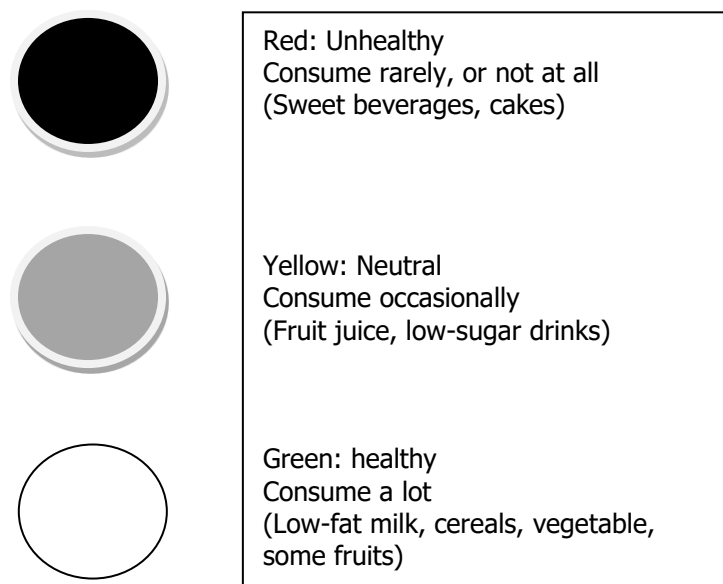 Red: Unhealthy
Consume rarely, or not at all
(Sweet beverages, cakes)
Yellow: Neutral
Consume occasionally
(Fruit juice, low-sugar drinks)
Green: healthy
Consume a lot
(Low-fat milk, cereals, vegetable,
some fruits)